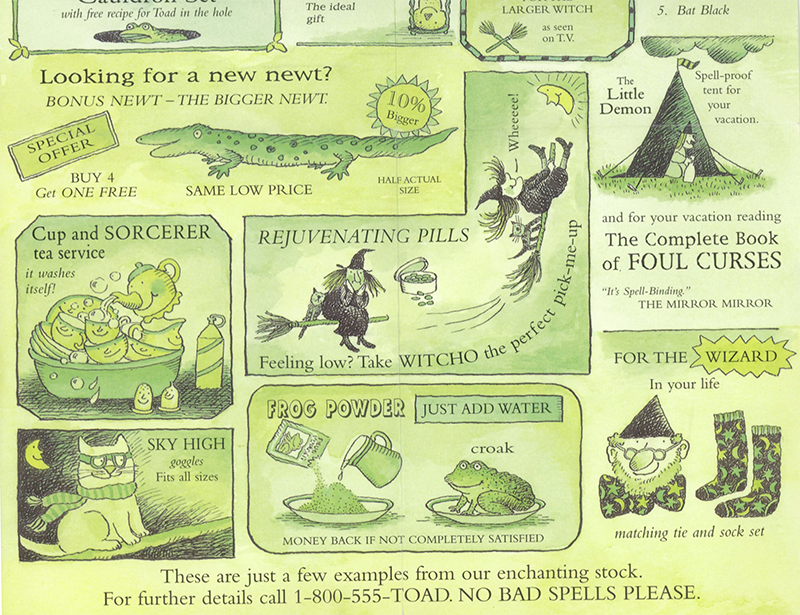 Cauldron Set
with free recipe for Toad in the hole
The ideal
gift
LARGER WITCH
as seen
on T.V.
5. Bat Black
Looking for a new newt?
BONUS NEWT – THE BIGGER NEWT.
10%
Bigger
SPECIAL
OFFER
BUY 4
Get ONE FREE
SAME LOW PRICE
HALF ACTUAL
SIZE
The
Little
Demon
Spell-proof
tent for
your
vacation.
and for your vacation reading
The Complete Book
of FOUL CURSES
"It's Spell-Binding."
THE MIRROR MIRROR
Cup and SORCERER
tea service
it washes
itself!
REJUVENATING PILLS
Wheeeee!
Feeling low? Take WITCHO the perfect pick-me-up
FOR THE WIZARD
In your life
matching tie and sock set
SKY HIGH
goggles
Fits all sizes
FROG POWDER JUST ADD WATER
croak
MONEY BACK IF NOT COMPLETELY SATISFIED
These are just a few examples from our enchanting stock.
For further details call 1-800-555-TOAD. NO BAD SPELLS PLEASE.